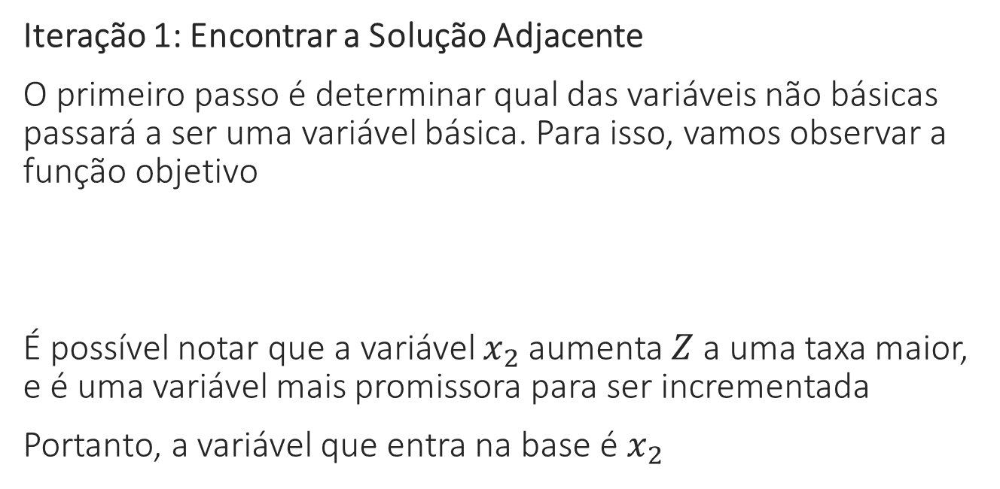 Iteração 1: Encontrar a Solução Adjacente
O primeiro passo é determinar qual das variáveis não básicas
passará a ser uma variável básica. Para isso, vamos observar a
função objetivo
É possível notar que a variável x₂ aumenta Z a uma taxa maior,
e é uma variável mais promissora para ser incrementada
Portanto, a variável que entra na base é x₂